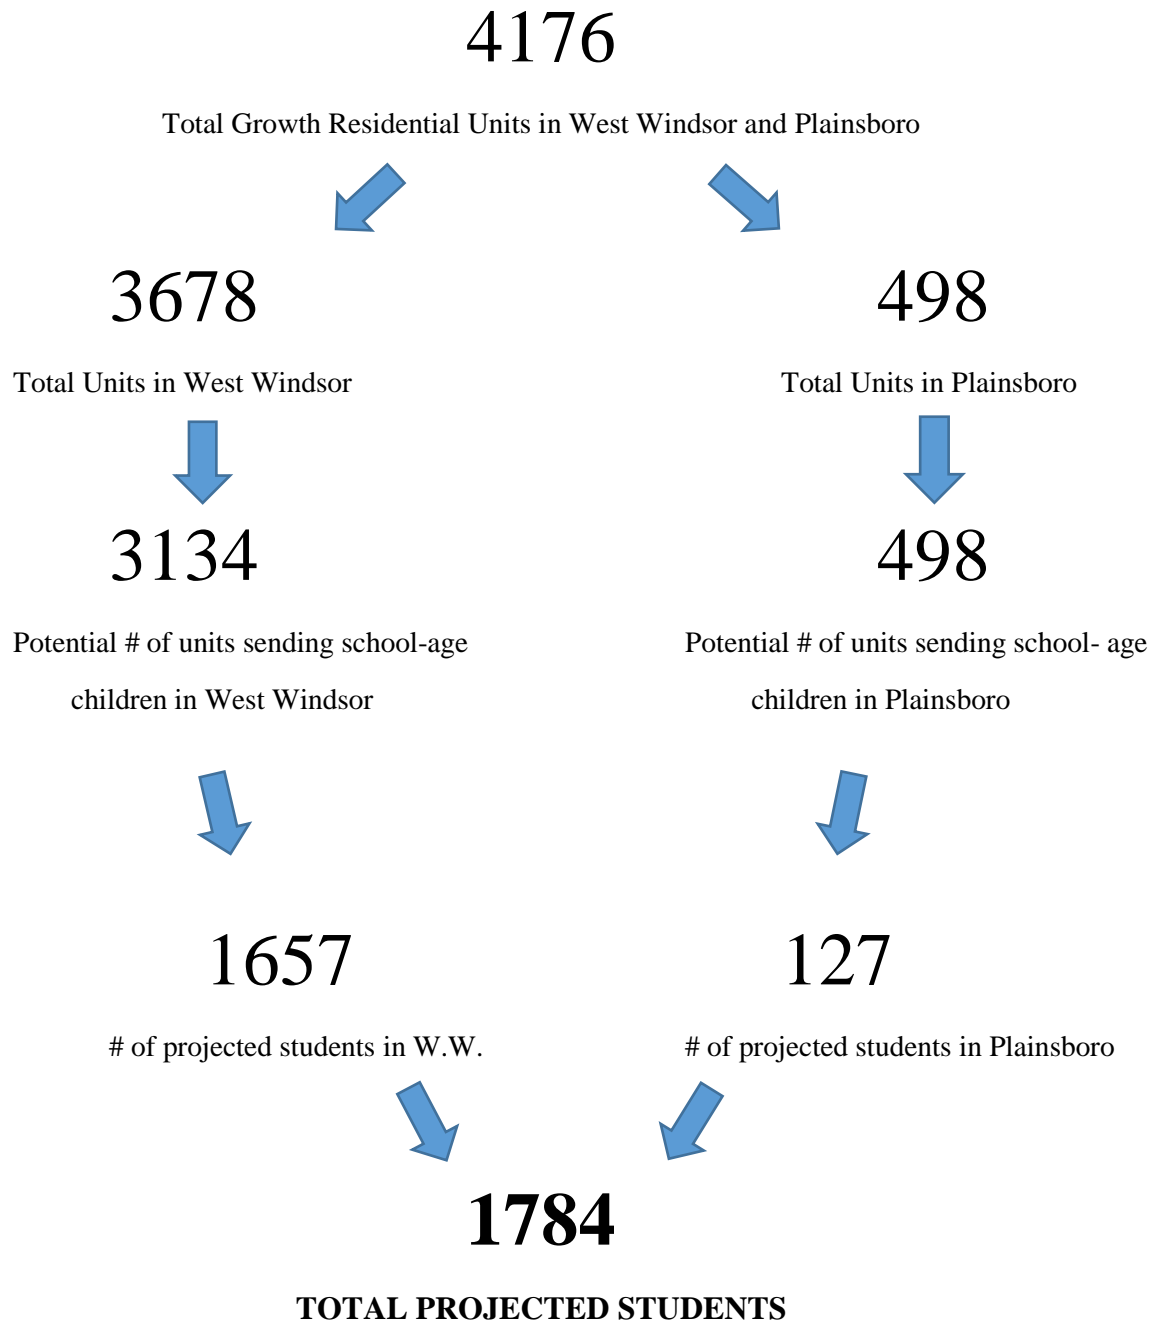 4176
Total Growth Residential Units in West Windsor and Plainsboro
3678
498
Total Units in West Windsor
Total Units in Plainsboro
3134
498
Potential # of units sending school-age
children in West Windsor
Potential # of units sending school- age
children in Plainsboro
1657
127
# of projected students in W.W.
# of projected students in Plainsboro
1784
TOTAL PROJECTED STUDENTS